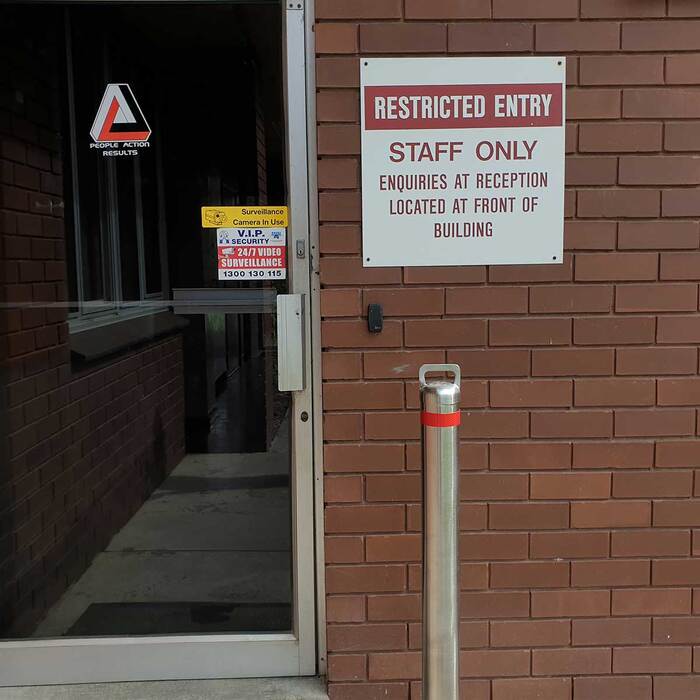 PEOPLE ACTION
RESULTS
Surveillance
Camera In Use
V.I.P.
SECURITY
24/7 VIDEO
SURVEILLANCE
1300 130 115
RESTRICTED ENTRY
STAFF ONLY
ENQUIRIES AT RECEPTION
LOCATED AT FRONT OF
BUILDING